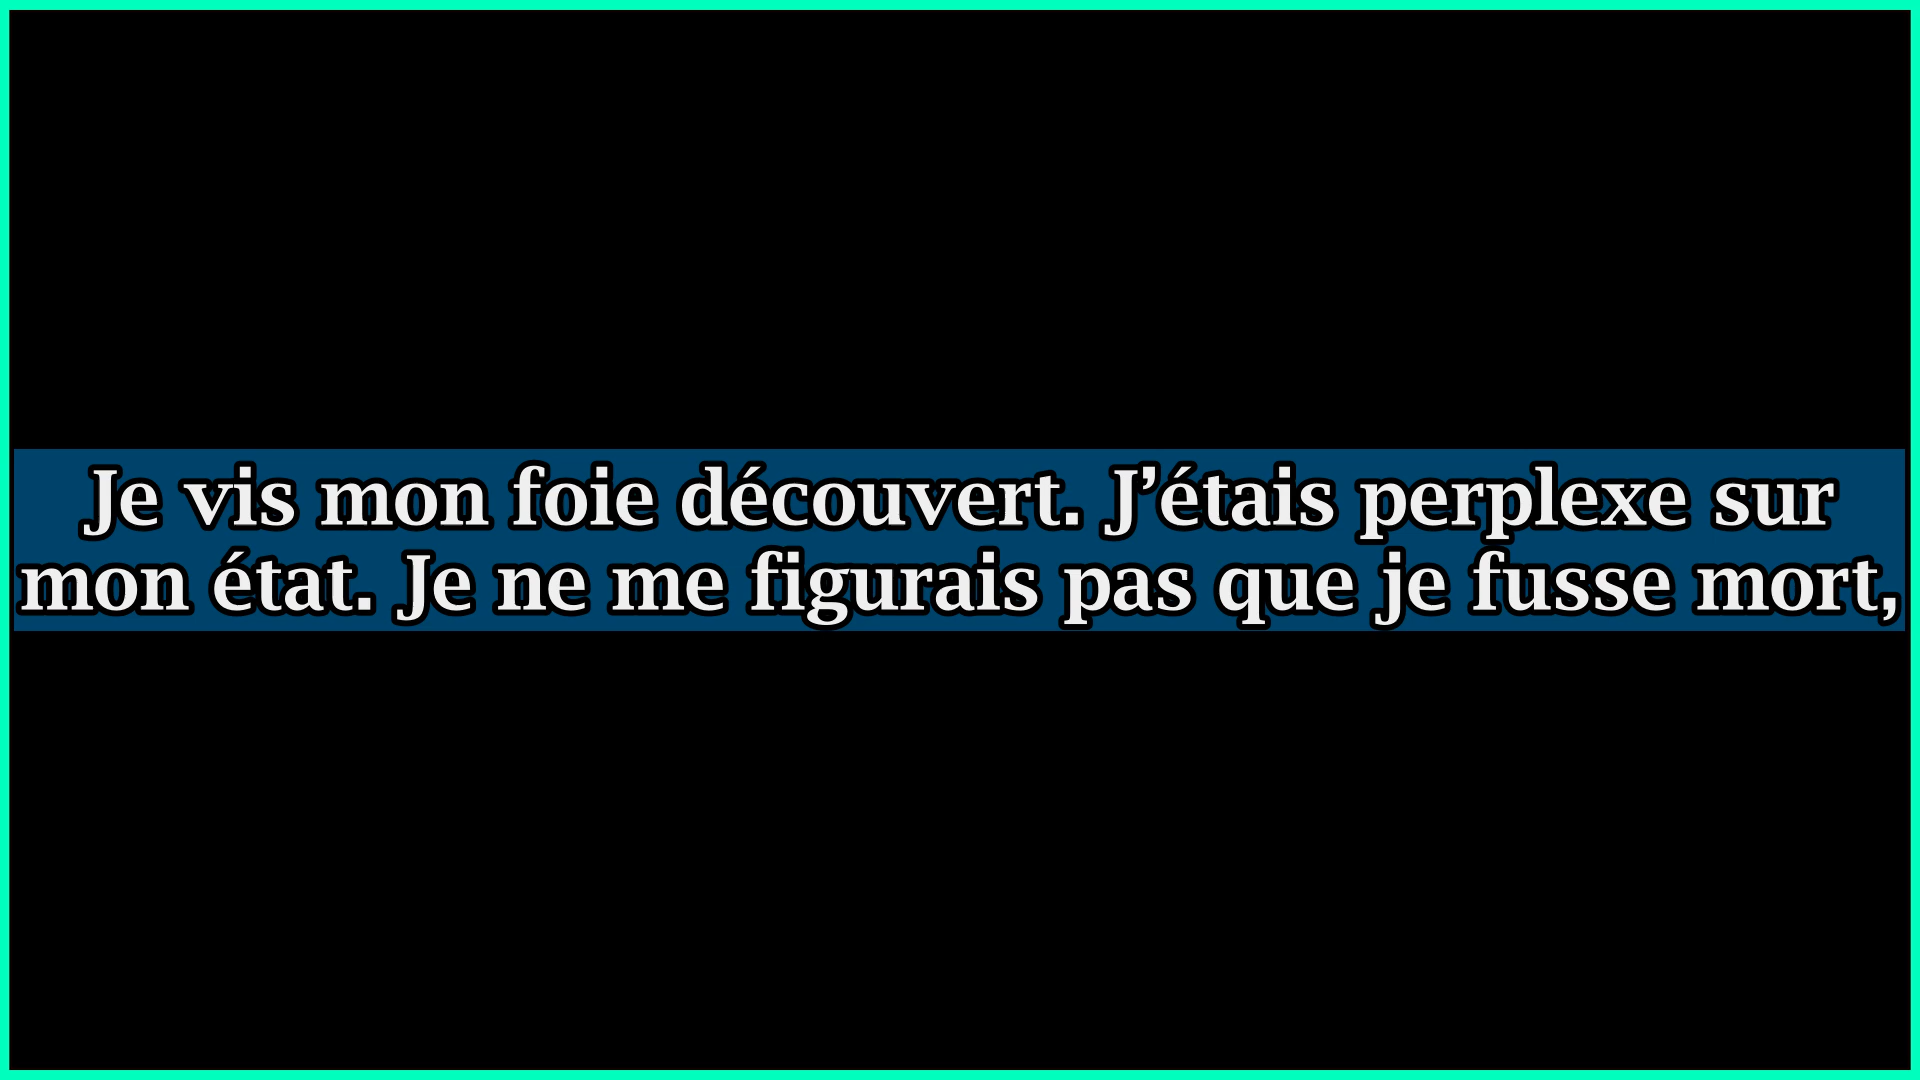 Je vis mon foie découvert. J’étais perplexe sur
mon état. Je ne me figurais pas que je fusse mort,